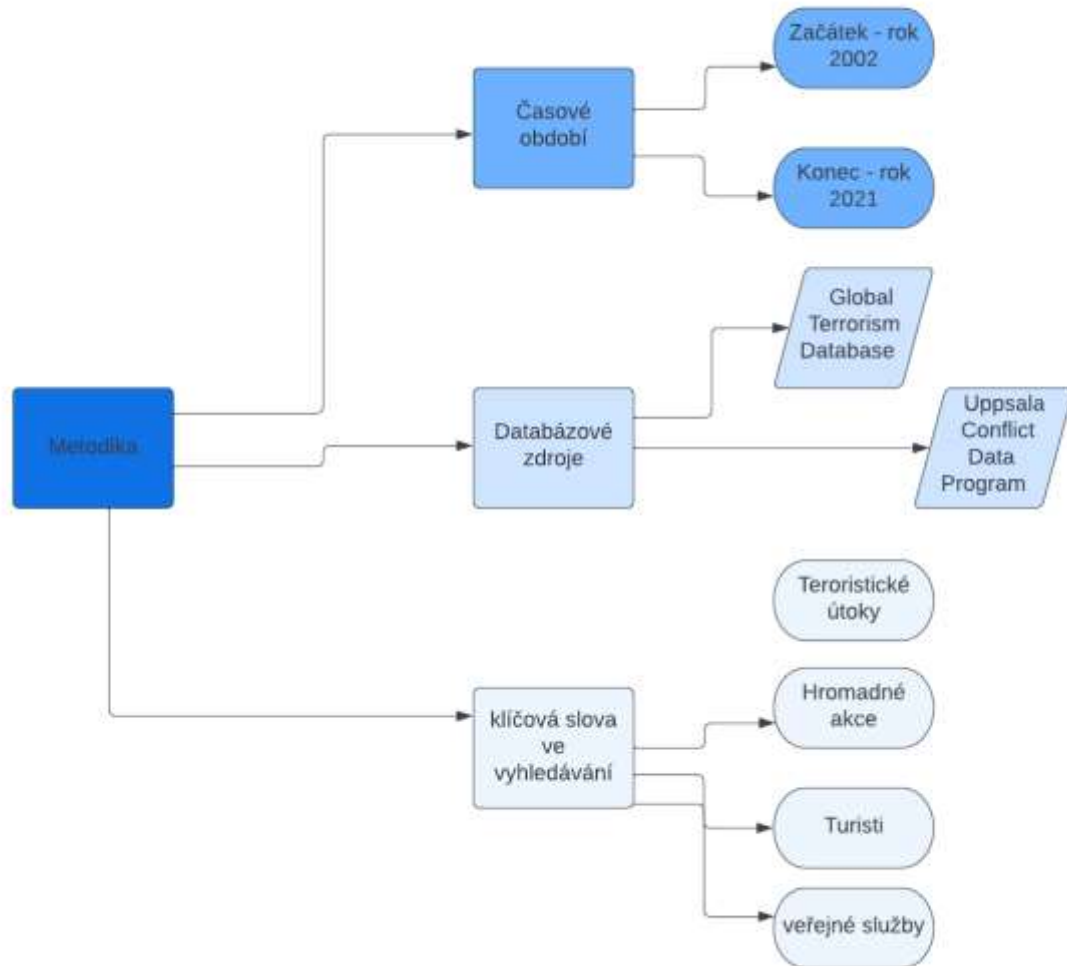 Začátek - rok
2002
Časové
období
Konec - rok
2021
Global
Terrorism
Database
Metodika
Databázové
zdroje
Uppsala
Conflict
Data
Program
Teroristické
útoky
Hromadné
akce
klíčová slova
ve
vyhledávání
Turisti
veřejné služby